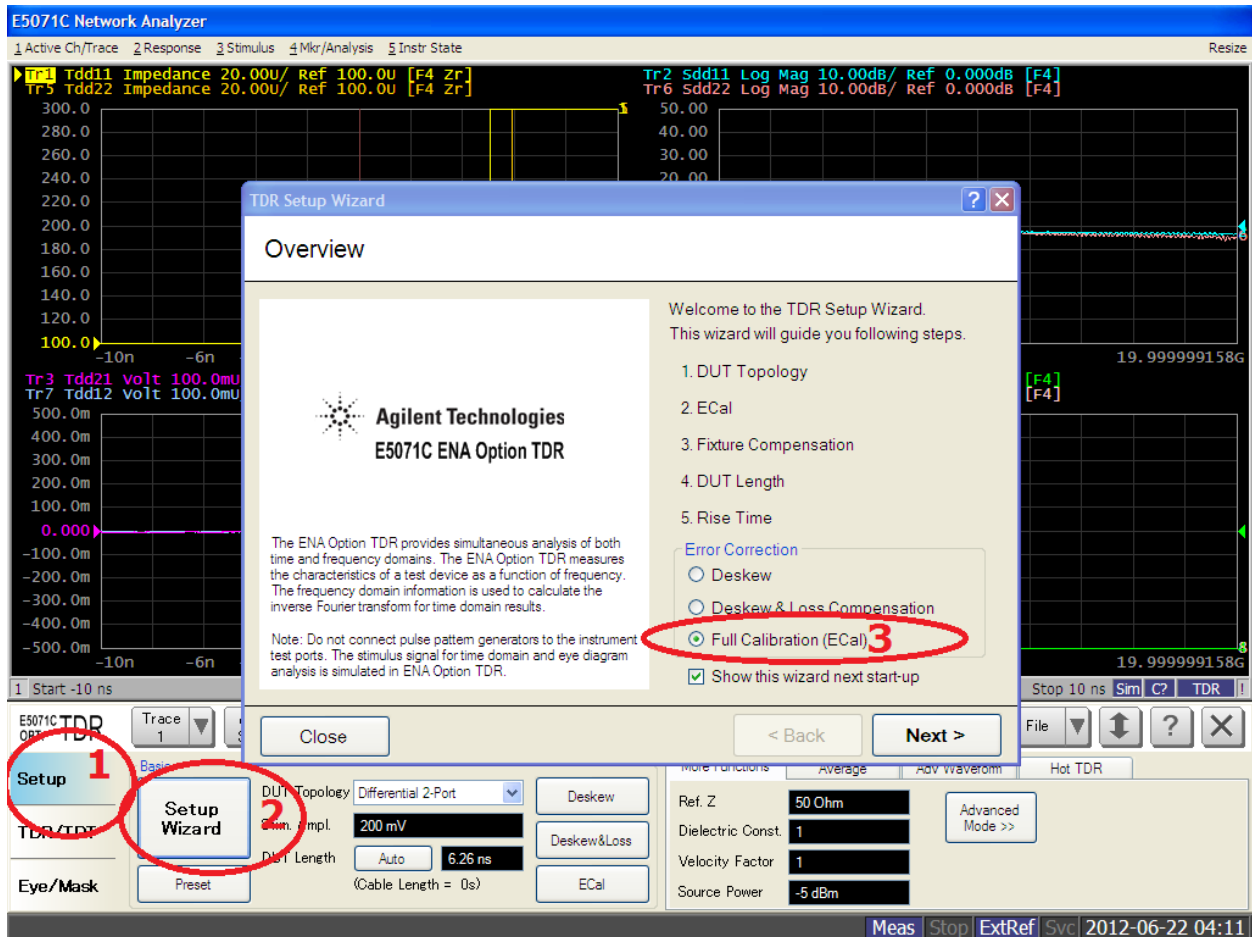 E5071C Network Analyzer
1 Active Ch/Trace 2 Response 3 Stimulus 4 Mkr/Analysis 5 Instr State Resize
Tr1 Tdd11 Impedance 20.00U/ Ref 100.0U [F4 Zr]
Tr5 Tdd22 Impedance 20.00U/ Ref 100.0U [F4 Zr]
300.0
280.0
260.0
240.0
220.0
200.0
180.0
160.0
140.0
120.0
100.0
-10n -6n
Tr2 Sdd11 Log Mag 10.00dB/ Ref 0.000dB [F4]
Tr6 Sdd22 Log Mag 10.00dB/ Ref 0.000dB [F4]
50.00
40.00
30.00
20.00
19.999999158G
Tr3 Tdd21 Volt 100.0mU
Tr7 Tdd12 Volt 100.0mU
500.0m
400.0m
300.0m
200.0m
100.0m
0.000
-100.0m
-200.0m
-300.0m
-400.0m
-500.0m
-10n -6n
[F4]
[F4]
8
19.999999158G
TDR Setup Wizard
?
Overview
Agilent Technologies
E5071C ENA Option TDR
The ENA Option TDR provides simultaneous analysis of both
time and frequency domains. The ENA Option TDR measures
the characteristics of a test device as a function of frequency.
The frequency domain information is used to calculate the
inverse Fourier transform for time domain results.
Note: Do not connect pulse pattern generators to the instrument
test ports. The stimulus signal for time domain and eye diagram
analysis is simulated in ENA Option TDR.
Welcome to the TDR Setup Wizard.
This wizard will guide you following steps.
1. DUT Topology
2. ECal
3. Fixture Compensation
4. DUT Length
5. Rise Time
Error Correction
Deskew
Deskew & Loss Compensation
Full Calibration (ECal) 3
Show this wizard next start-up
Close < Back Next >
1 Start -10 ns Stop 10 ns Sim C? TDR !
E5071C TDR
OPT.
Trace
1
File ?
Setup 1
TDR/TDT
Eye/Mask
Basic
Setup
Wizard
2
Preset
DUT Topology Differential 2-Port
Stim. Ampl. 200 mV
DUT Length Auto 6.26 ns
(Cable Length = 0s)
Deskew
Deskew&Loss
ECal
More Functions Average Adv Waveform Hot TDR
Ref. Z 50 Ohm
Dielectric Const. 1
Velocity Factor 1
Source Power -5 dBm
Advanced
Mode >>
Meas Stop ExtRef Svc 2012-06-22 04:11